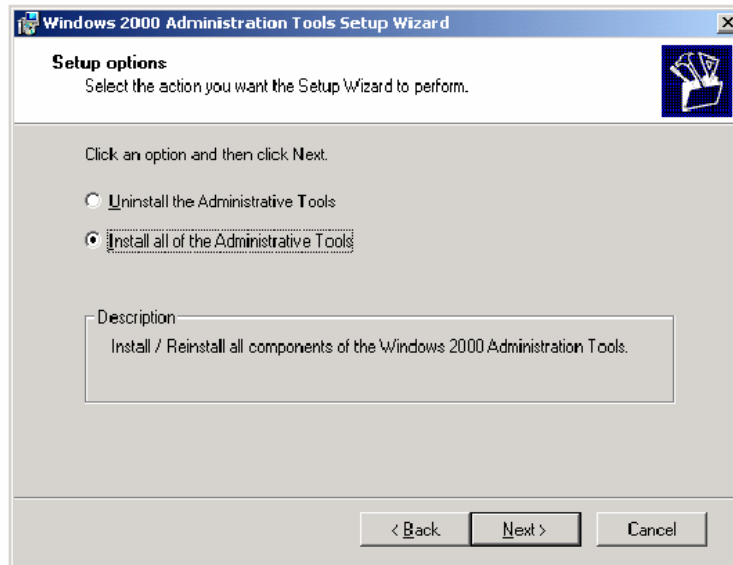 Windows 2000 Administration Tools Setup Wizard
Setup options
Select the action you want the Setup Wizard to perform.
Click an option and then click Next.
Uninstall the Administrative Tools
Install all of the Administrative Tools
Description
Install / Reinstall all components of the Windows 2000 Administration Tools.
< Back Next > Cancel